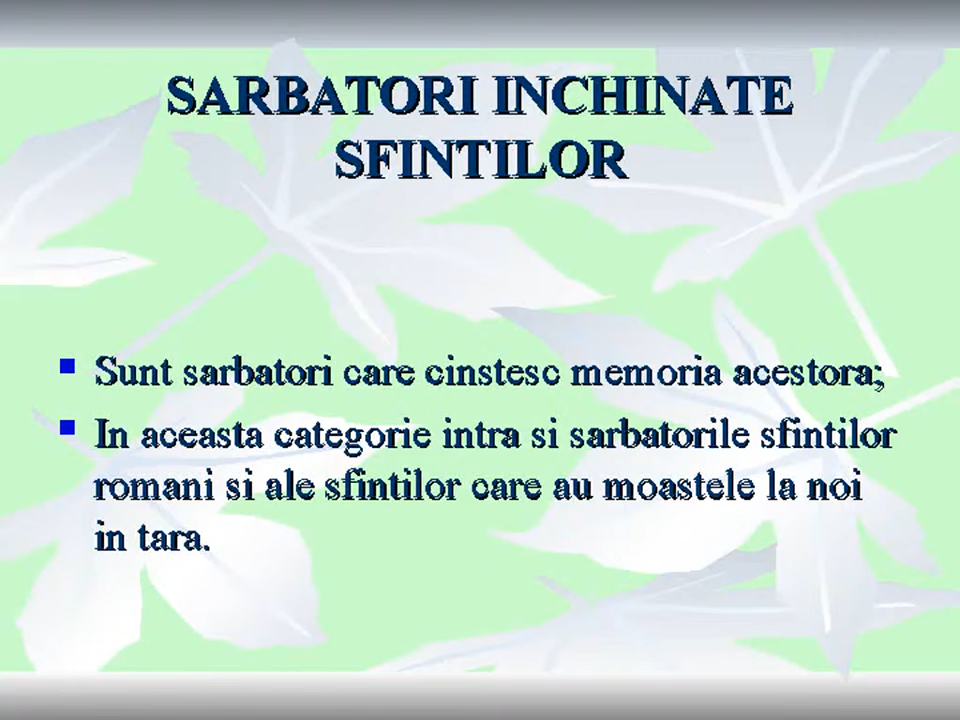 SARBATORI INCHINATE
SFINTILOR
Sunt sarbatori care cinstesc memoria acestora;
In aceasta categorie intra si sarbatorile sfintilor
romani si ale sfintilor care au moastele la noi
in tara.